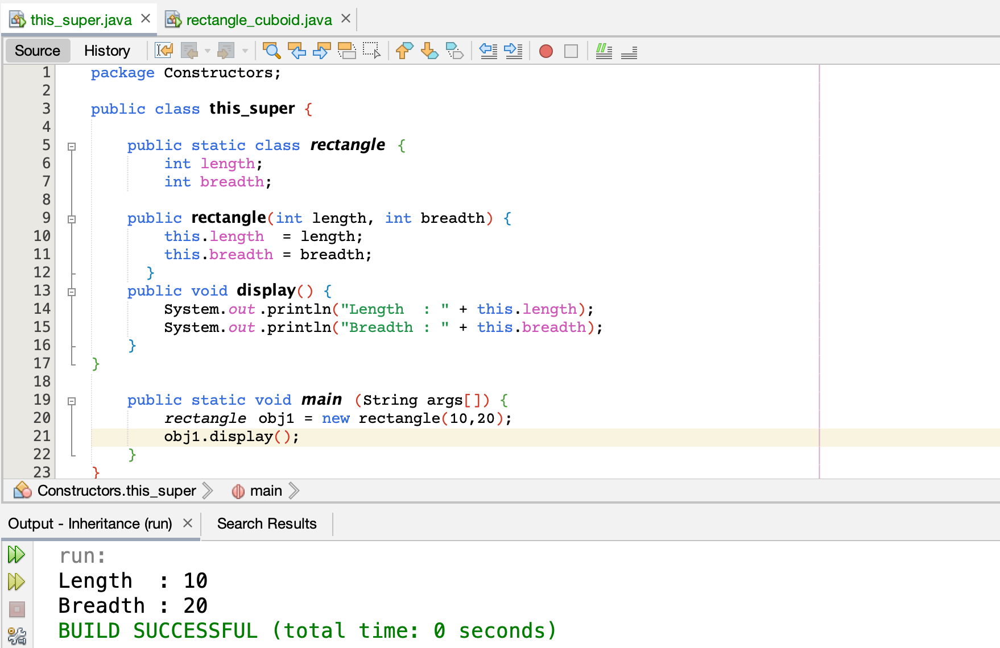 this_super.java × rectangle_cuboid.java ×
Source History
1 package Constructors;
2
3 public class this_super {
4
5 public static class rectangle {
6 int length;
7 int breadth;
8
9 public rectangle(int length, int breadth) {
10 this.length  = length;
11 this.breadth = breadth;
12 }
13 public void display() {
14 System.out.println("Length  : " + this.length);
15 System.out.println("Breadth : " + this.breadth);
16 }
17 }
18
19 public static void main (String args[]) {
20 rectangle obj1 = new rectangle(10,20);
21 obj1.display();
22 }
23 }
Constructors.this_super main
Output - Inheritance (run) × Search Results
run:
Length  : 10
Breadth : 20
BUILD SUCCESSFUL (total time: 0 seconds)